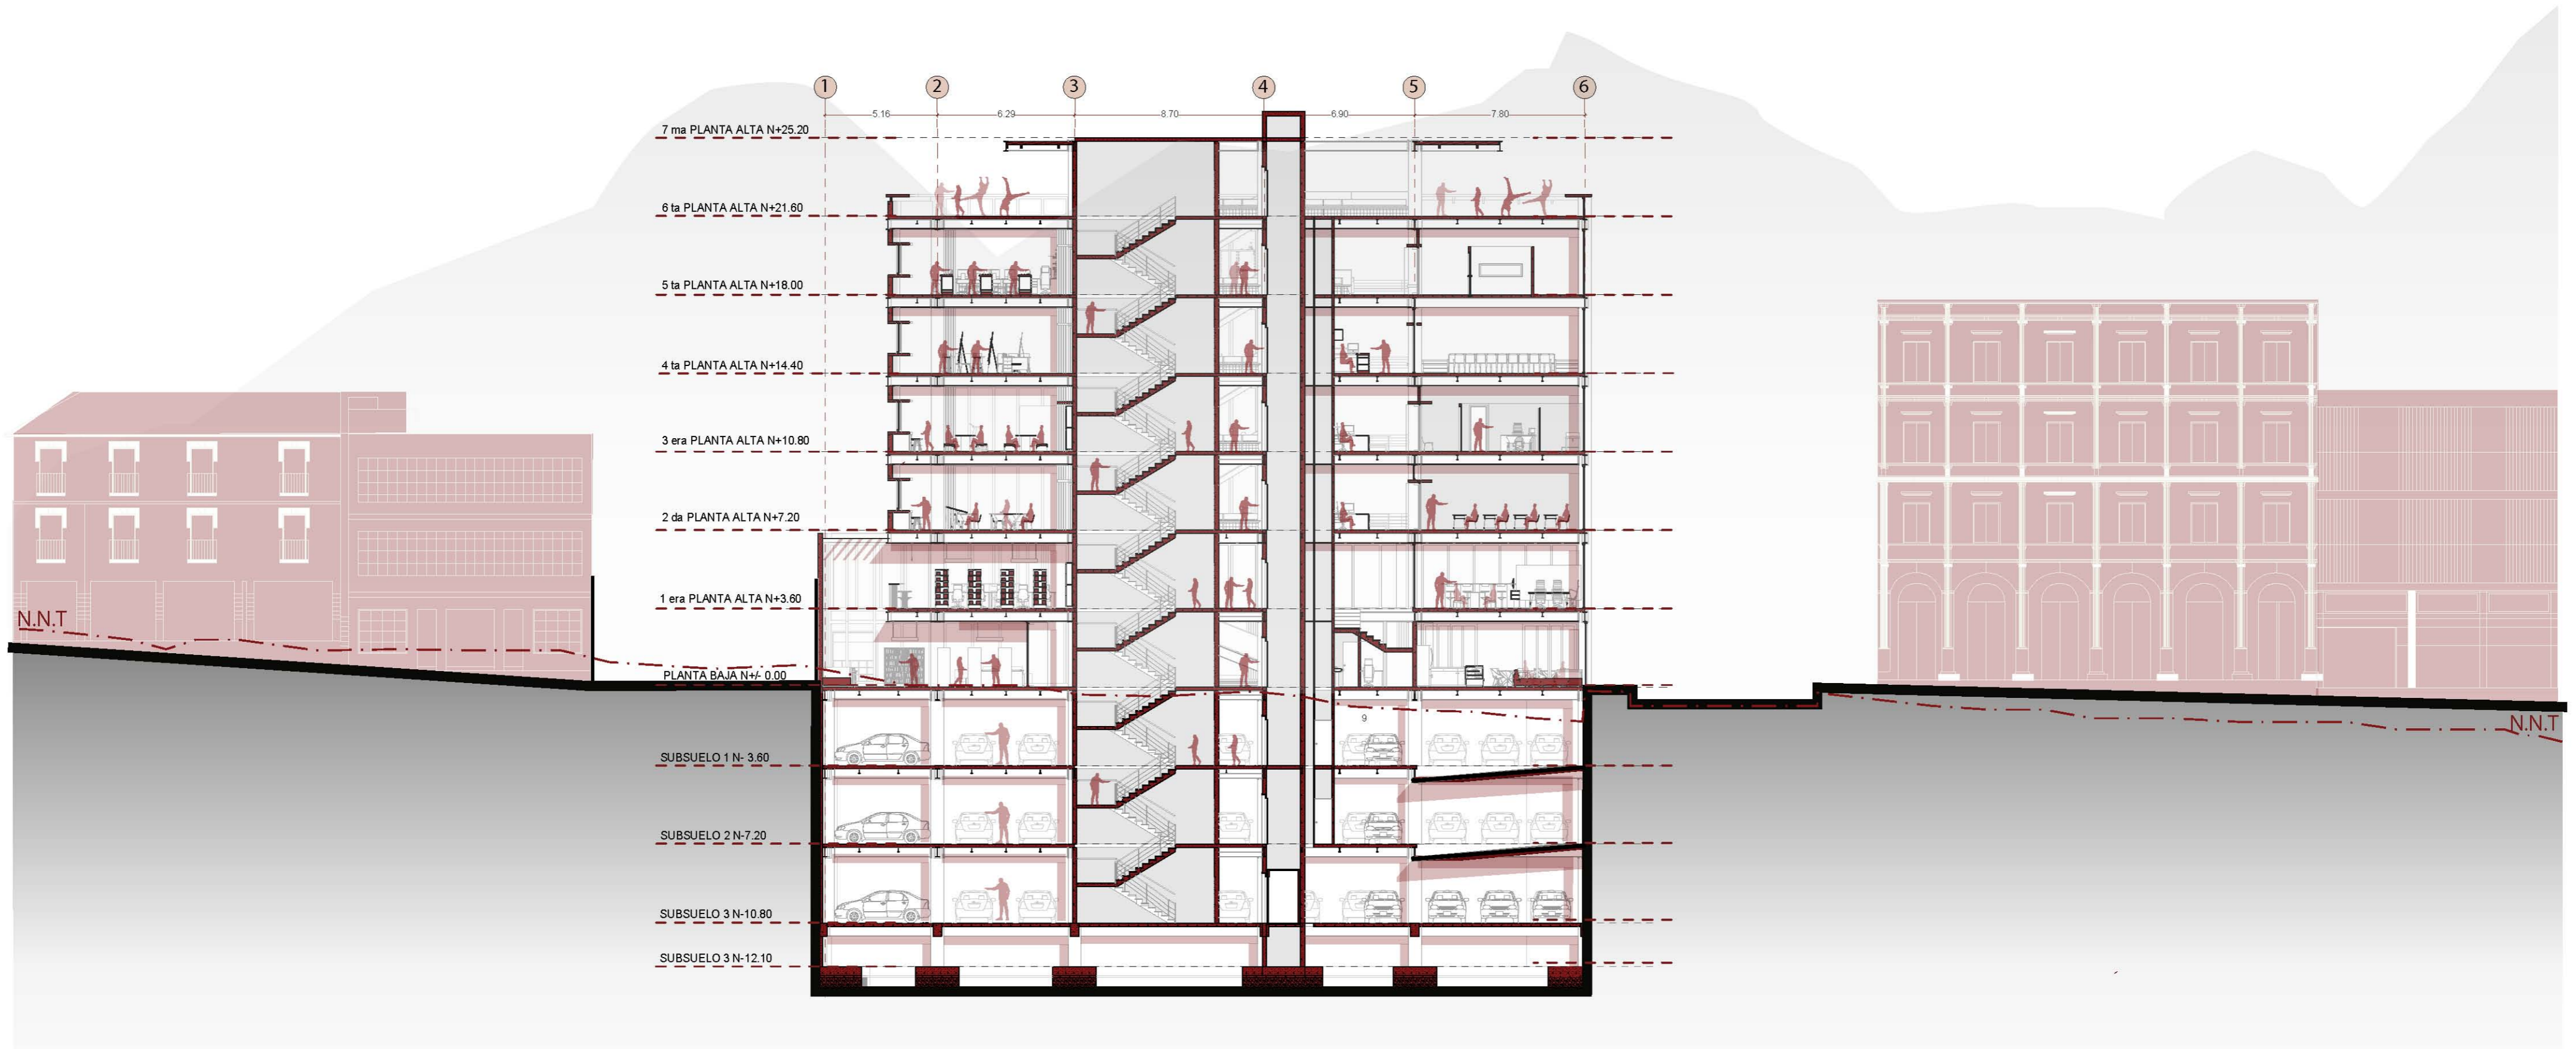 1 2 3 4 5 6
5.16 6.29 8.70 6.90 7.80
7 ma PLANTA ALTA N+25.20
6 ta PLANTA ALTA N+21.60
5 ta PLANTA ALTA N+18.00
4 ta PLANTA ALTA N+14.40
3 era PLANTA ALTA N+10.80
2 da PLANTA ALTA N+7.20
1 era PLANTA ALTA N+3.60
N.N.T
PLANTA BAJA N+/- 0.00
9
N.N.T
SUBSUELO 1 N- 3.60
SUBSUELO 2 N-7.20
SUBSUELO 3 N-10.80
SUBSUELO 3 N-12.10